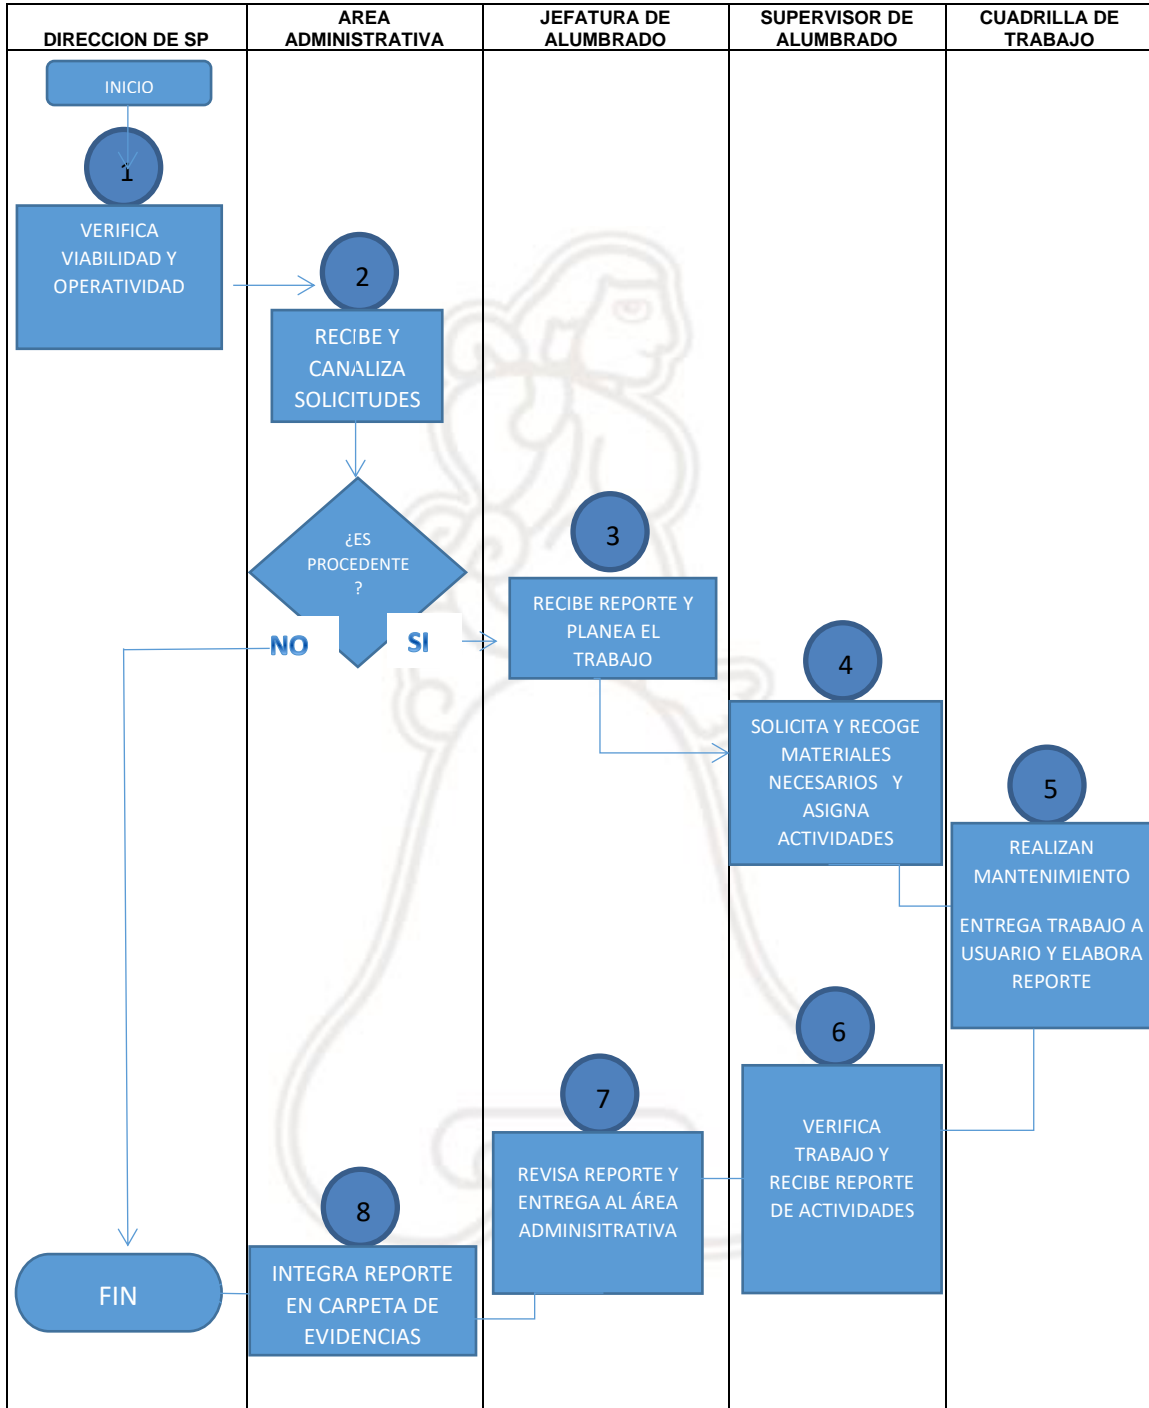 DIRECCION DE SP
AREA
ADMINISTRATIVA
JEFATURA DE
ALUMBRADO
SUPERVISOR DE
ALUMBRADO
CUADRILLA DE
TRABAJO
INICIO
1
VERIFICA
VIABILIDAD Y
OPERATIVIDAD
2
RECIBE Y
CANALIZA
SOLICITUDES
¿ES
PROCEDENTE
?
NO
SI
3
RECIBE REPORTE Y
PLANEA EL
TRABAJO
4
SOLICITA Y RECOGE
MATERIALES
NECESARIOS Y
ASIGNA
ACTIVIDADES
5
REALIZAN
MANTENIMIENTO
ENTREGA TRABAJO A
USUARIO Y ELABORA
REPORTE
6
VERIFICA
TRABAJO Y
RECIBE REPORTE
DE ACTIVIDADES
7
REVISA REPORTE Y
ENTREGA AL ÁREA
ADMINISITRATIVA
8
INTEGRA REPORTE
EN CARPETA DE
EVIDENCIAS
FIN